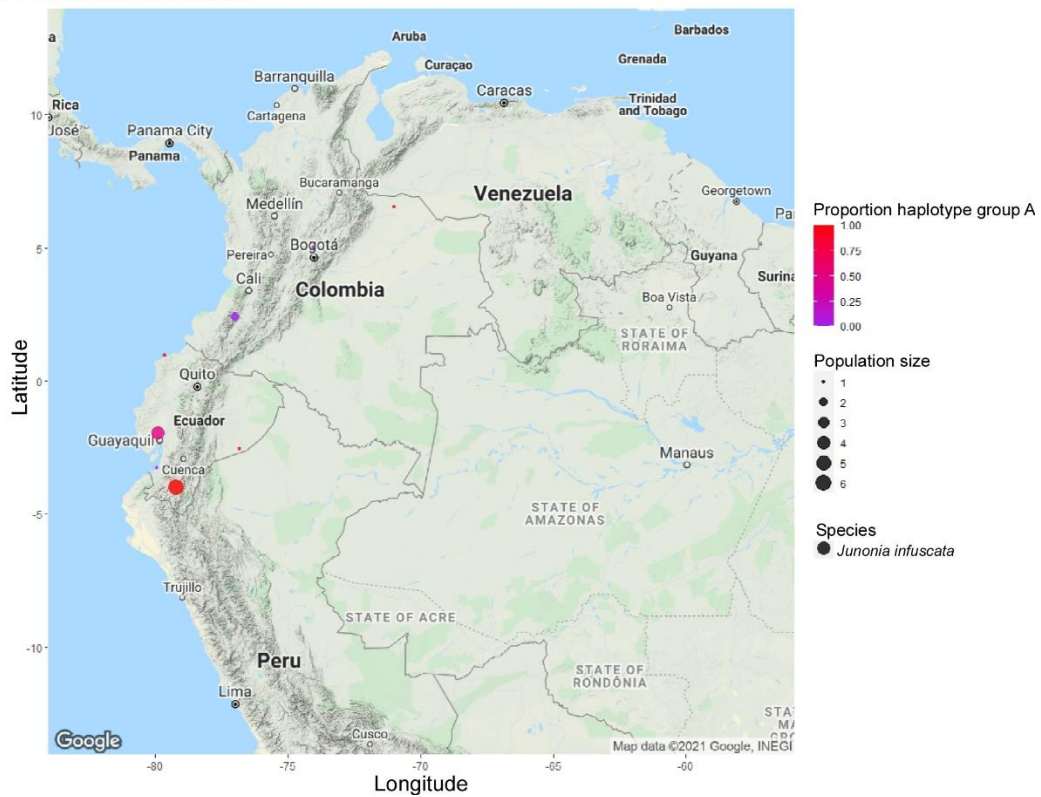 Aruba
Barbados
Curaçao
Grenada
Barranquilla
Caracas
Trinidad
and Tobago
Cartagena
Rica
José
10
Panama City
Panama
Bucaramanga
Venezuela
Georgetown
Medellín
5
Pereira
Bogotá
Guyana
Cali
Colombia
Surina
Boa Vista
STATE OF
RORAIMA
0
Quito
Latitude
Ecuador
Guayaquil
Manaus
Cuenca
-5
STATE OF
AMAZONAS
Trujillo
STATE OF ACRE
-10
Peru
STATE OF
RONDÔNIA
Lima
Cusco
Google
Map data ©2021 Google, INEGI
-80
-75
-70
-65
-60
Longitude
Proportion haplotype group A
1.00
0.75
0.50
0.25
0.00
Population size
1
2
3
4
5
6
Species
Junonia infuscata